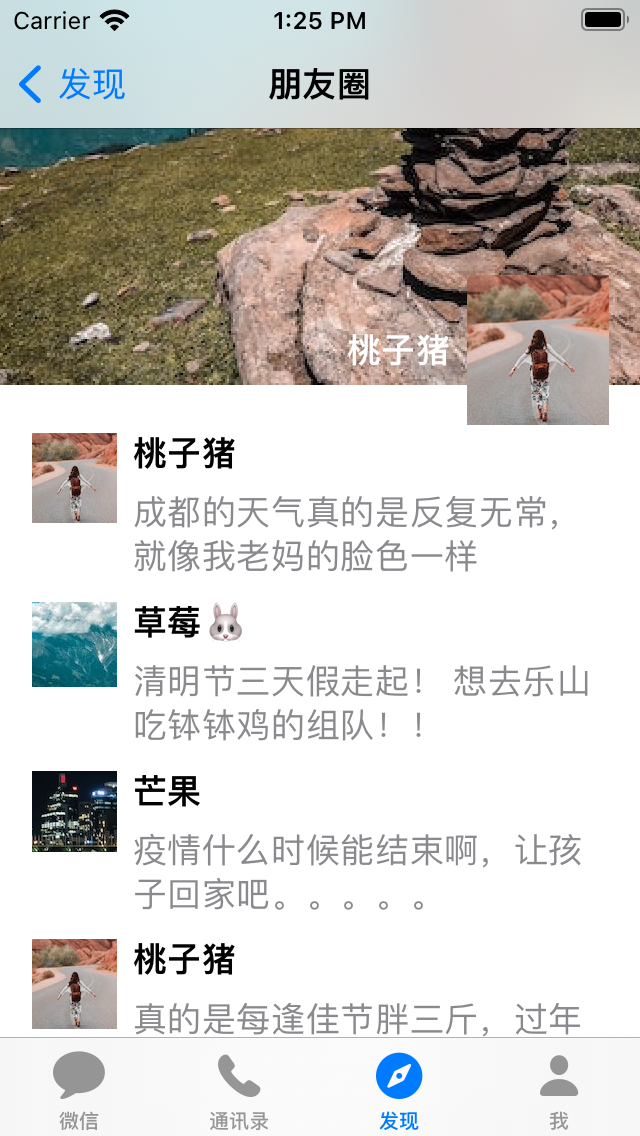 Carrier 1:25 PM
发现 朋友圈
桃子猪
桃子猪
成都的天气真的是反复无常，
就像我老妈的脸色一样
草莓🐰
清明节三天假走起！ 想去乐山
吃钵钵鸡的组队！！
芒果
疫情什么时候能结束啊，让孩
子回家吧。。。。。
桃子猪
真的是每逢佳节胖三斤，过年
微信 通讯录 发现 我